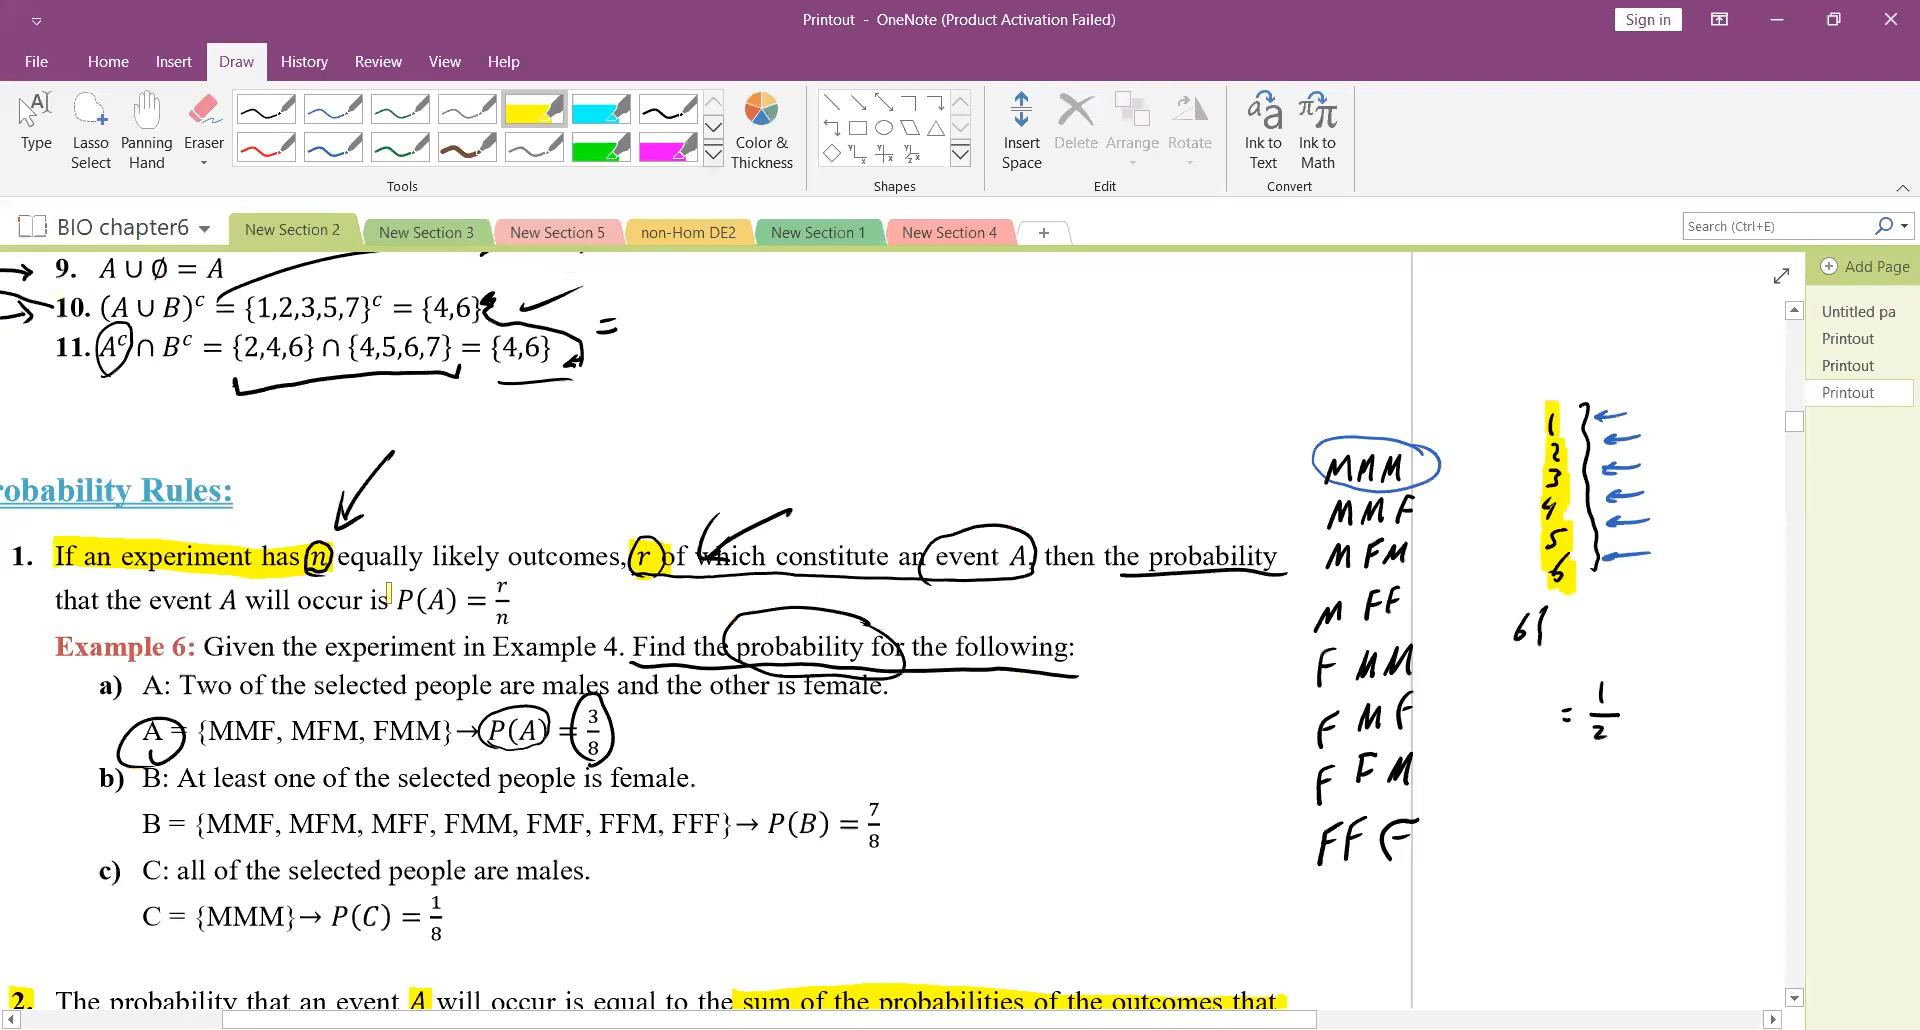 Printout - OneNote (Product Activation Failed)
Sign in
File Home Insert Draw History Review View Help
Type
Lasso Select
Panning Hand
Eraser
Color & Thickness
Insert Space
Delete
Arrange
Rotate
Ink to Text
Ink to Math
Tools
Shapes
Edit
Convert
BIO chapter6
New Section 2
New Section 3
New Section 5
non-Hom DE2
New Section 1
New Section 4
Search (Ctrl+E)
Add Page
Untitled pa
Printout
Printout
Printout
9. A ∪ ∅ = A
10. (A ∪ B)ᶜ = {1,2,3,5,7}ᶜ = {4,6}
11. Aᶜ ∩ Bᶜ = {2,4,6} ∩ {4,5,6,7} = {4,6}
=
robability Rules:
1. If an experiment has n equally likely outcomes, r of which constitute an event A, then the probability
that the event A will occur is P(A) = r/n
Example 6: Given the experiment in Example 4. Find the probability for the following:
a) A: Two of the selected people are males and the other is female.
A = {MMF, MFM, FMM} → P(A) = 3/8
b) B: At least one of the selected people is female.
B = {MMF, MFM, MFF, FMM, FMF, FFM, FFF} → P(B) = 7/8
c) C: all of the selected people are males.
C = {MMM} → P(C) = 1/8
2. The probability that an event A will occur is equal to the sum of the probabilities of the outcomes that
MMM
MMF
MFM
MFF
FMM
FMF
FFM
FFF
1
2
3
4
5
6
= 1/2